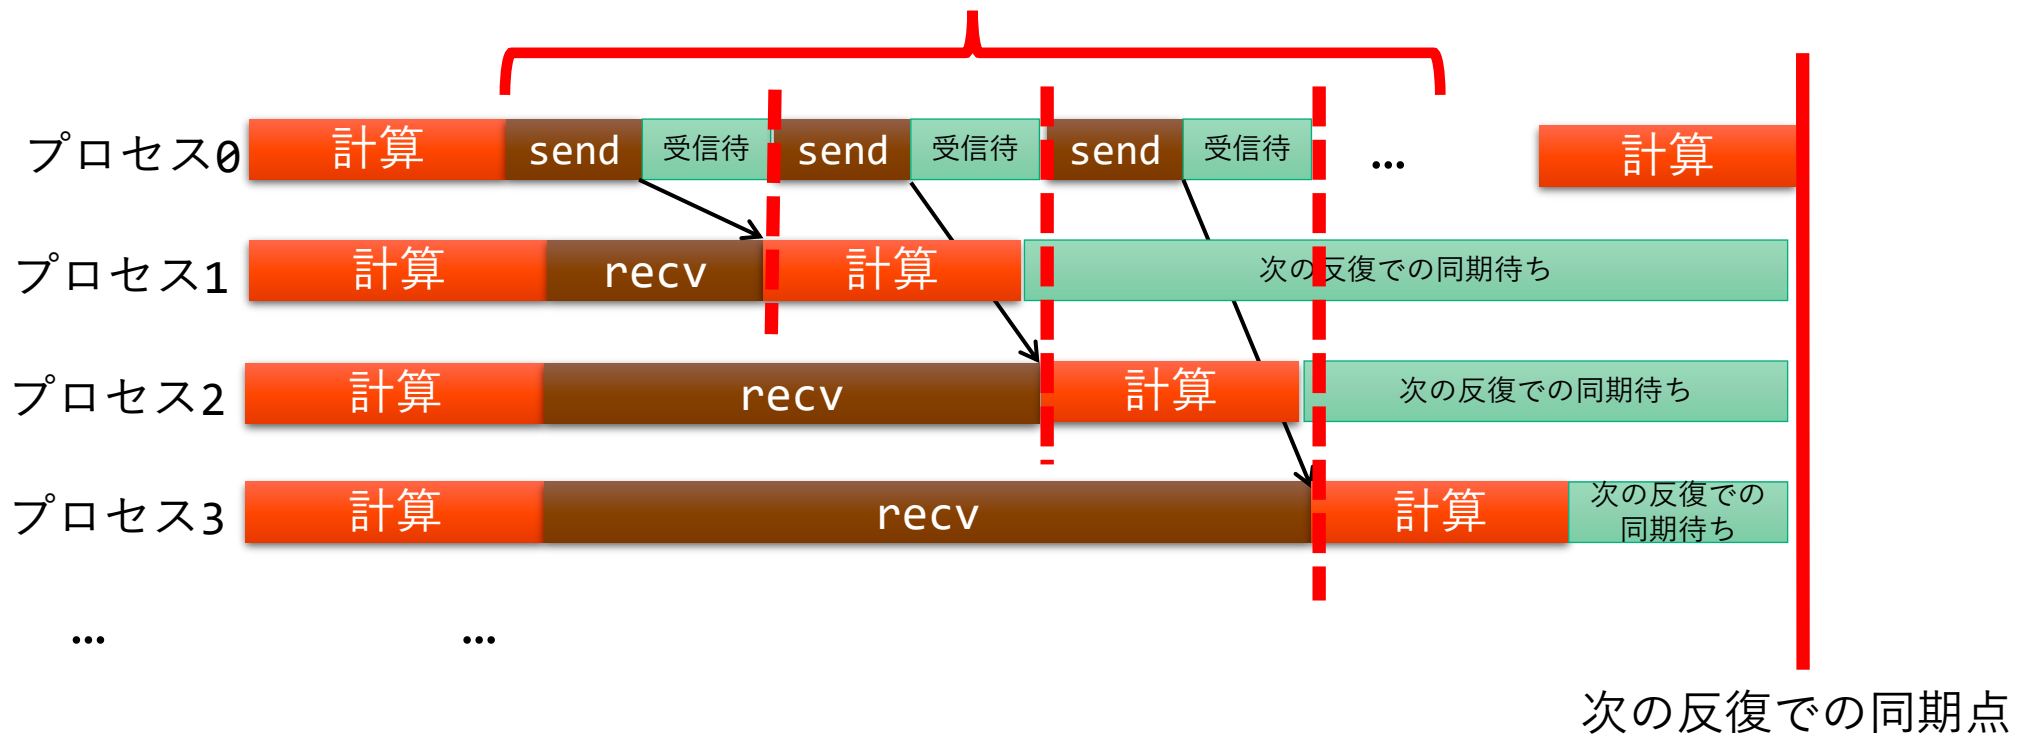 プロセス0 計算 send 受信待 send 受信待 send 受信待 … 計算
プロセス1 計算 recv 計算 次の反復での同期待ち
プロセス2 計算 recv 計算 次の反復での同期待ち
プロセス3 計算 recv 計算 次の反復での
同期待ち
… …
次の反復での同期点